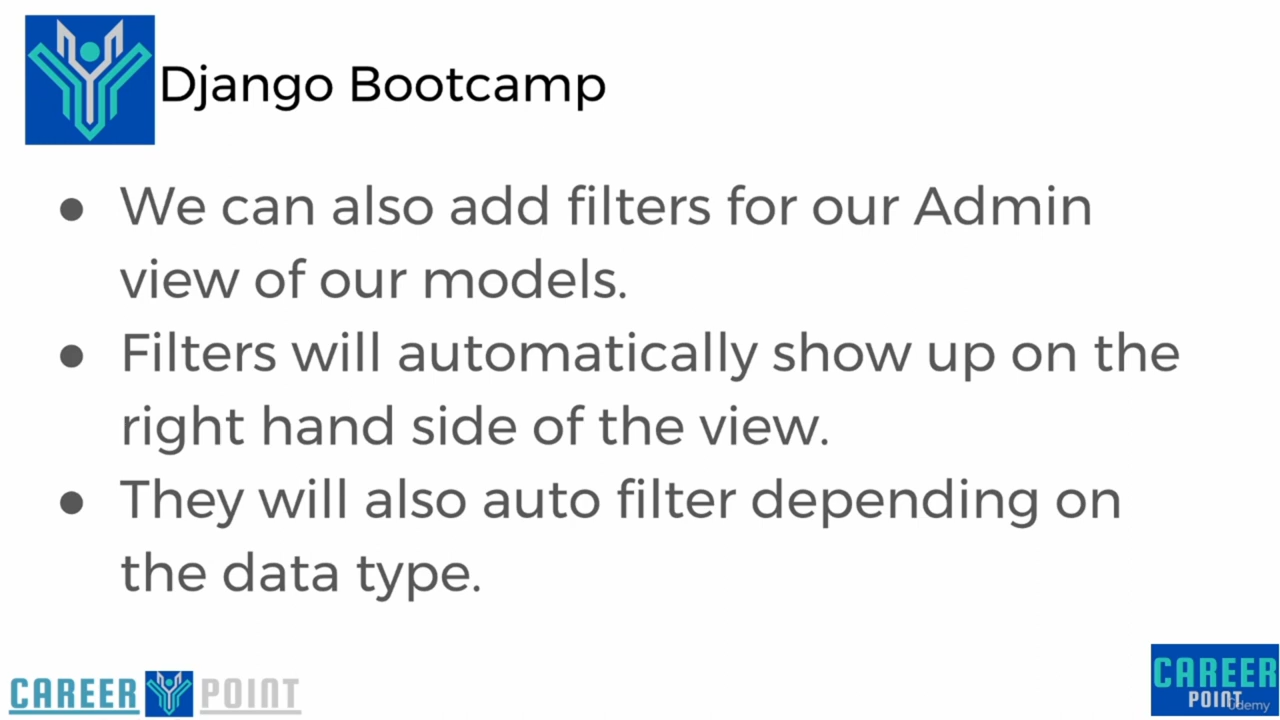 Django Bootcamp
● We can also add filters for our Admin
view of our models.
● Filters will automatically show up on the
right hand side of the view.
● They will also auto filter depending on
the data type.
CAREER POINT
CAREER
POINT
Udemy